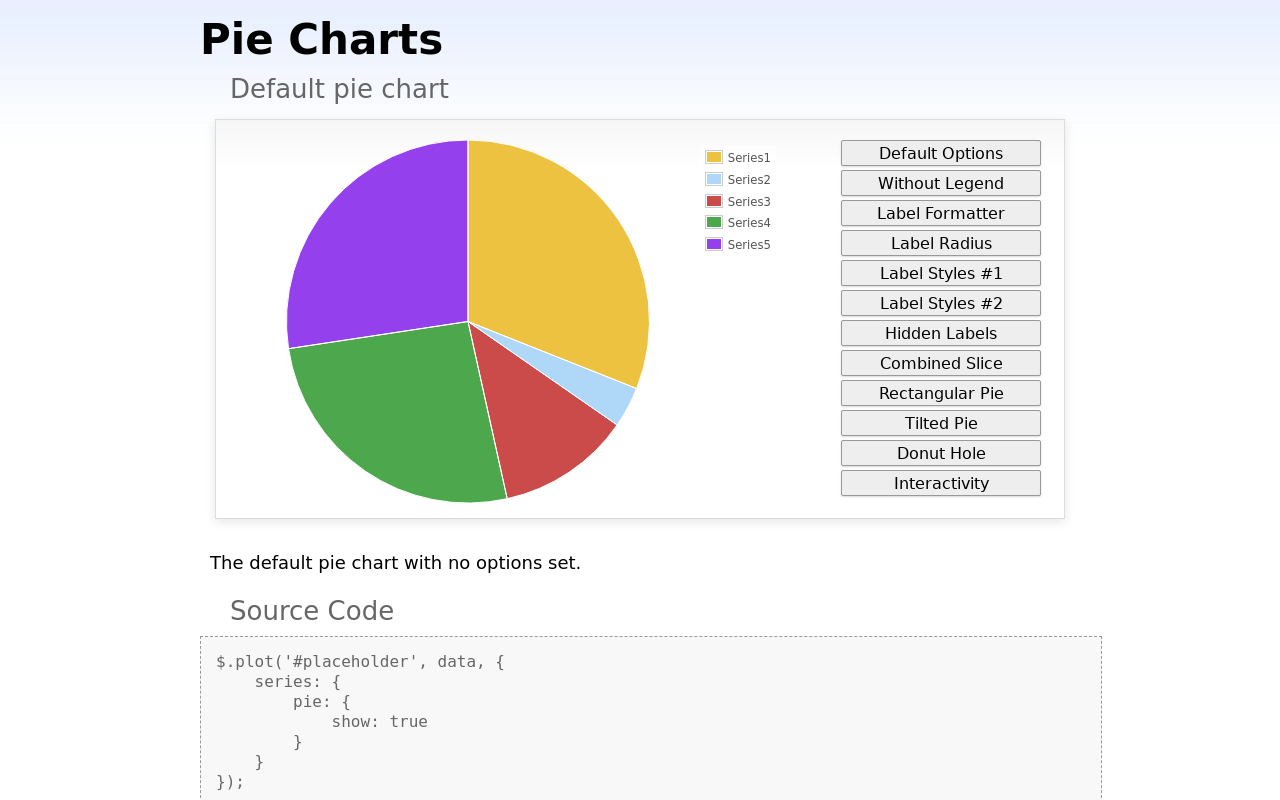 Pie Charts
Default pie chart
Series1
Series2
Series3
Series4
Series5
Default Options
Without Legend
Label Formatter
Label Radius
Label Styles #1
Label Styles #2
Hidden Labels
Combined Slice
Rectangular Pie
Tilted Pie
Donut Hole
Interactivity
The default pie chart with no options set.
Source Code
$.plot('#placeholder', data, {
    series: {
        pie: {
            show: true
        }
    }
});